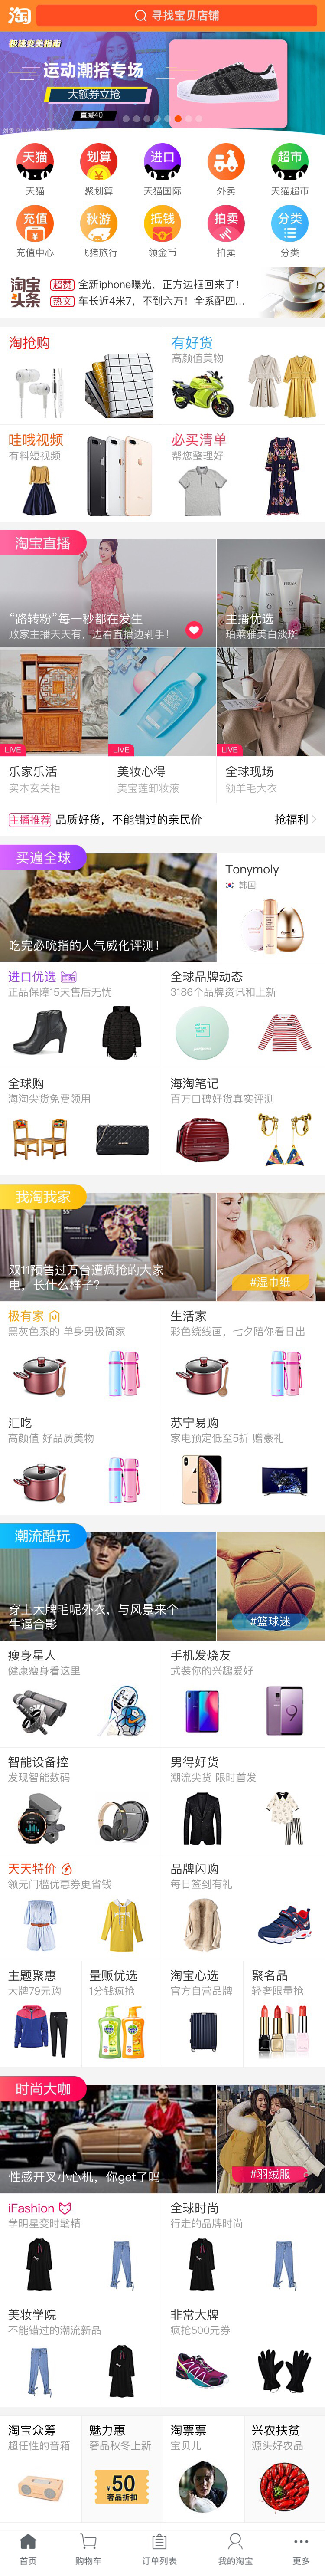 淘
寻找宝贝店铺
极速变美指南
运动潮搭专场
大额券立抢
直减40
天猫
划算
进口
超市
天猫
聚划算
天猫国际
外卖
天猫超市
充值
秋游
抵钱
拍卖
分类
充值中心
飞猪旅行
领金币
拍卖
分类
淘宝头条
超赞 全新iphone曝光，正方边框回来了！
热文 车长近4米7，不到六万！全系配四...
淘抢购
有好货
高颜值美物
哇哦视频
有料短视频
必买清单
帮您整理好
淘宝直播
“路转粉”每一秒都在发生
败家主播天天有，边看直播边剁手！
主播优选
珀莱雅美白淡斑
LIVE
LIVE
LIVE
乐家乐活
实木玄关柜
美妆心得
美宝莲卸妆液
全球现场
领羊毛大衣
主播推荐 品质好货，不能错过的亲民价
抢福利
买遍全球
吃完必吮指的人气威化评测！
Tonymoly
韩国
进口优选
正品保障15天售后无忧
全球品牌动态
3186个品牌资讯和上新
全球购
海淘尖货免费领用
海淘笔记
百万口碑好货真实评测
我淘我家
双11预售过万台遭疯抢的大家
电，长什么样子？
#湿巾纸
极有家
黑灰色系的 单身男极简家
生活家
彩色绕线画，七夕陪你看日出
汇吃
高颜值 好品质美物
苏宁易购
家电预定低至5折 赠豪礼
潮流酷玩
穿上大牌毛呢外衣，与风景来个
牛逼合影
#篮球迷
瘦身星人
健康瘦身看这里
手机发烧友
武装你的兴趣爱好
智能设备控
发现智能数码
男得好货
潮流尖货 限时首发
天天特价
领无门槛优惠券更省钱
品牌闪购
每日签到有礼
主题聚惠
大牌79元购
量贩优选
1分钱疯抢
淘宝心选
官方自营品牌
聚名品
轻奢限量抢
时尚大咖
性感开叉小心机，你get了吗
#羽绒服
iFashion
学明星变时髦精
全球时尚
行走的品牌时尚
美妆学院
不能错过的潮流新品
非常大牌
疯抢500元券
淘宝众筹
超任性的音箱
魅力惠
奢品秋冬上新
淘票票
宝贝儿
兴农扶贫
源头好农品
¥50
奢品折扣
首页
购物车
订单列表
我的淘宝
更多